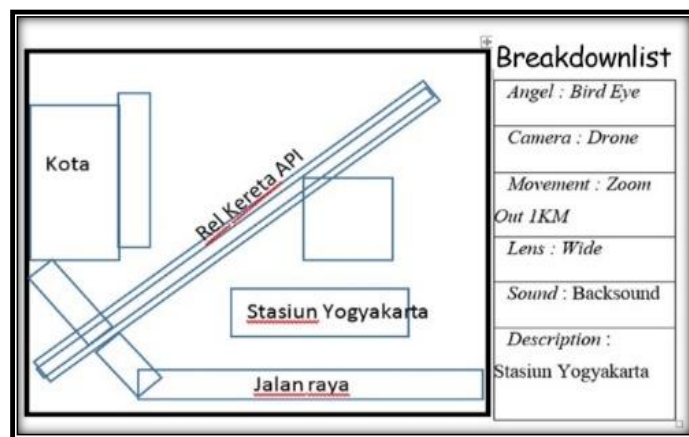 Kota
Rel Kereta API
Stasiun Yogyakarta
Jalan raya
Breakdownlist
Angel : Bird Eye
Camera : Drone
Movement : Zoom
Out 1KM
Lens : Wide
Sound : Backsound
Description :
Stasiun Yogyakarta